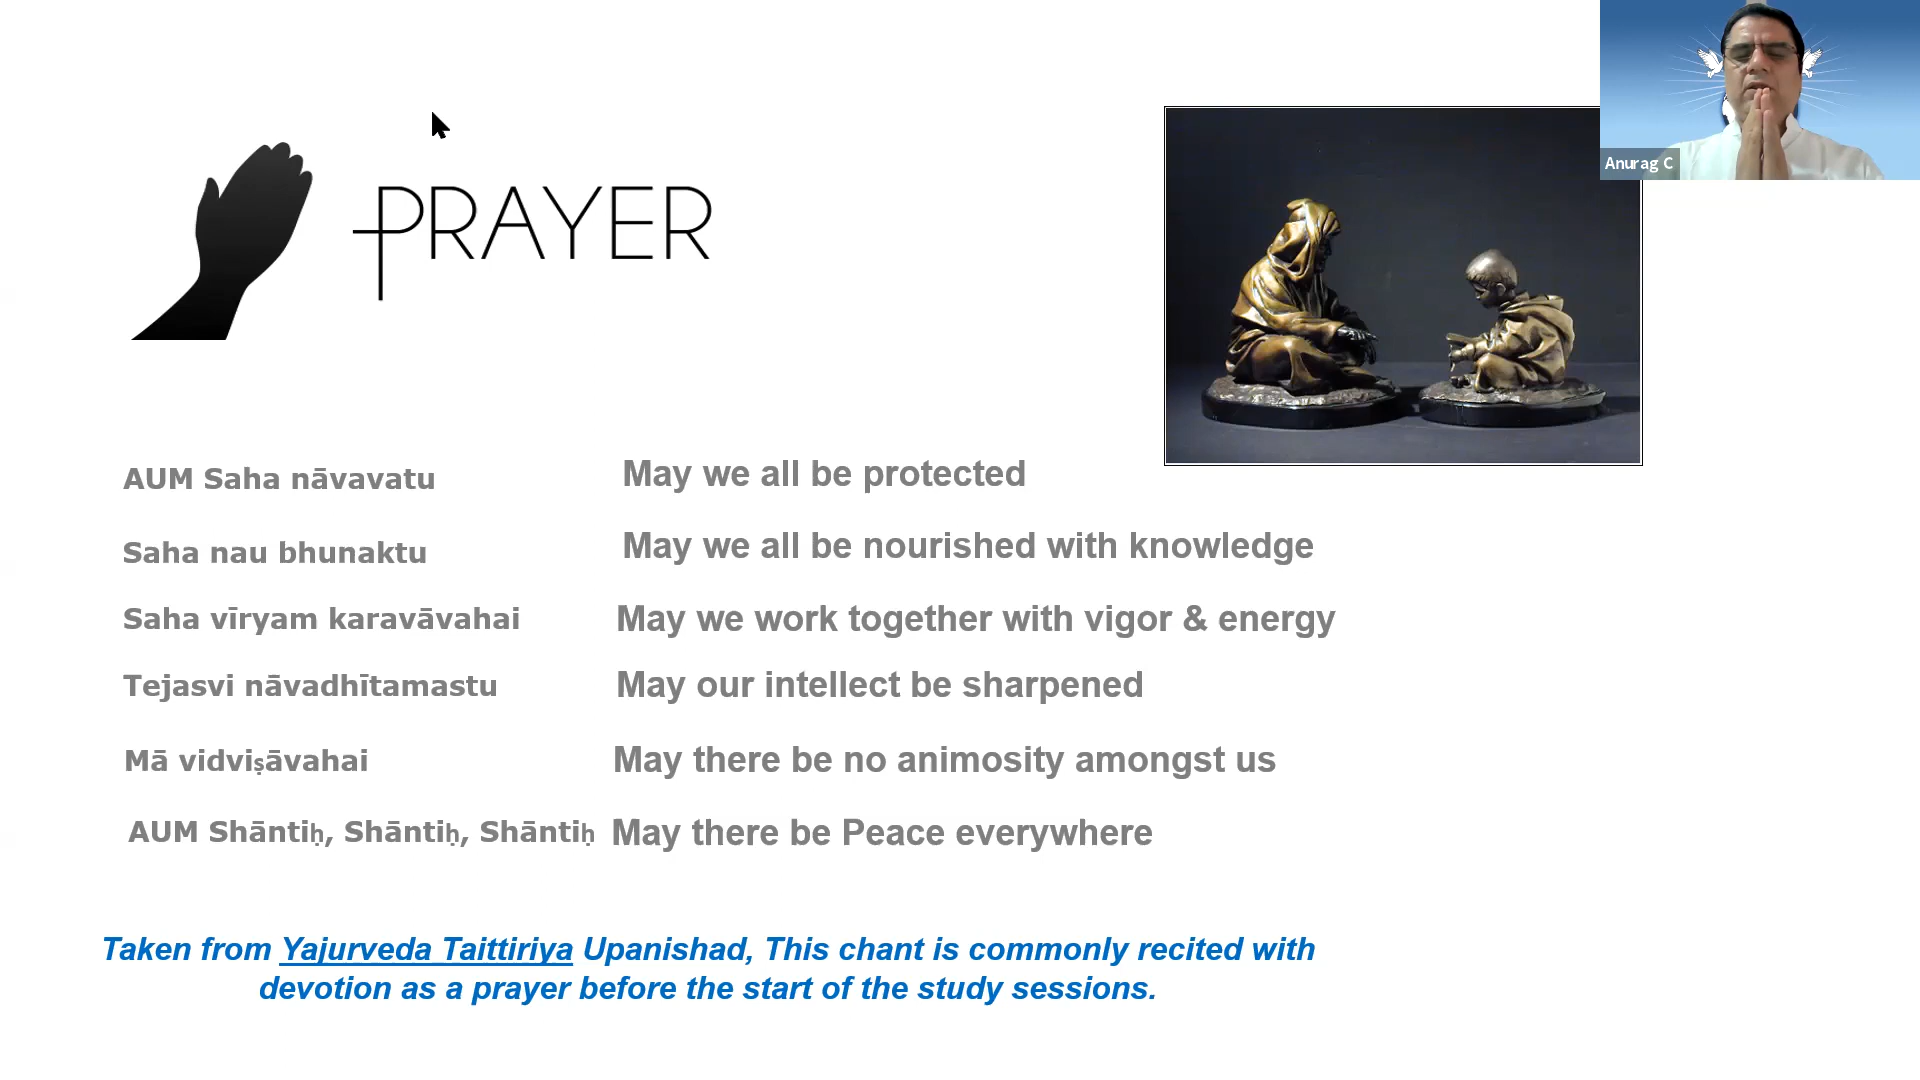 Anurag C
PRAYER
AUM Saha nāvavatu May we all be protected
Saha nau bhunaktu May we all be nourished with knowledge
Saha vīryam karavāvahai May we work together with vigor & energy
Tejasvi nāvadhītamastu May our intellect be sharpened
Mā vidviṣāvahai May there be no animosity amongst us
AUM Shāntiḥ, Shāntiḥ, Shāntiḥ May there be Peace everywhere
Taken from Yajurveda Taittiriya Upanishad, This chant is commonly recited with
devotion as a prayer before the start of the study sessions.